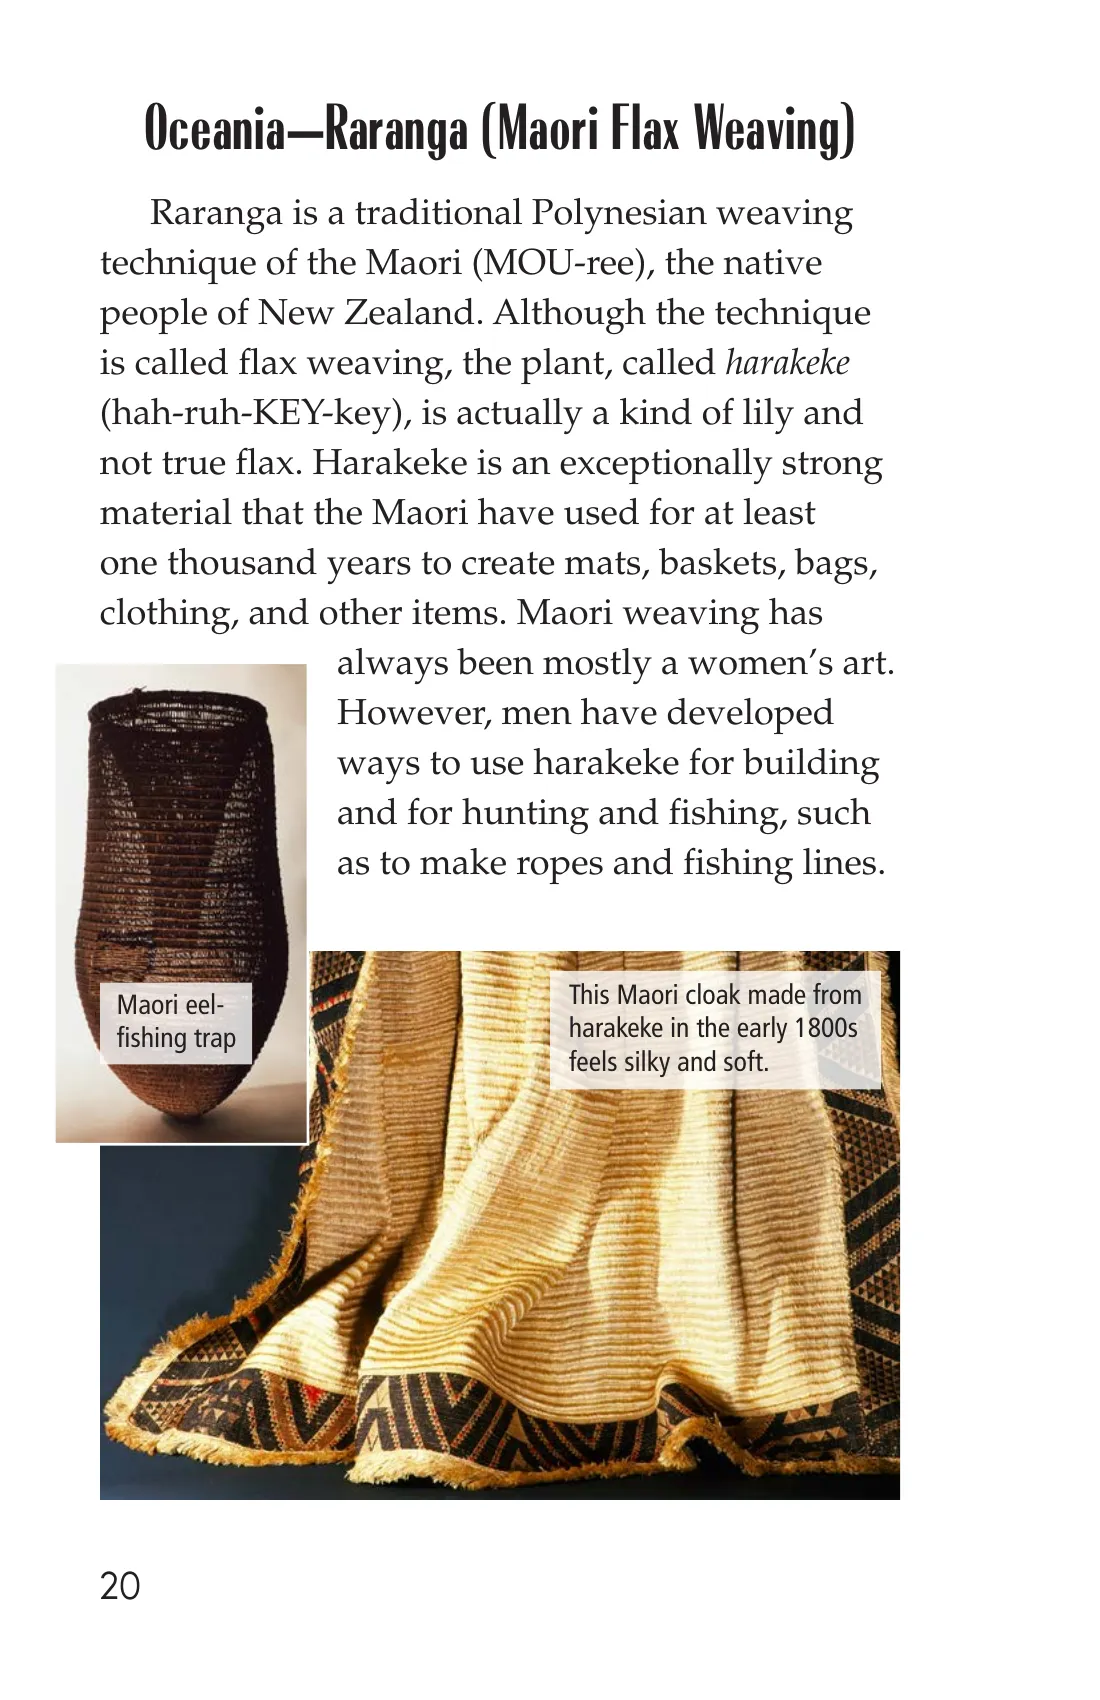 Oceania—Raranga (Maori Flax Weaving)
Raranga is a traditional Polynesian weaving
technique of the Maori (MOU-ree), the native
people of New Zealand. Although the technique
is called flax weaving, the plant, called harakeke
(hah-ruh-KEY-key), is actually a kind of lily and
not true flax. Harakeke is an exceptionally strong
material that the Maori have used for at least
one thousand years to create mats, baskets, bags,
clothing, and other items. Maori weaving has
always been mostly a women’s art.
However, men have developed
ways to use harakeke for building
and for hunting and fishing, such
as to make ropes and fishing lines.
Maori eel-
fishing trap
This Maori cloak made from
harakeke in the early 1800s
feels silky and soft.
20